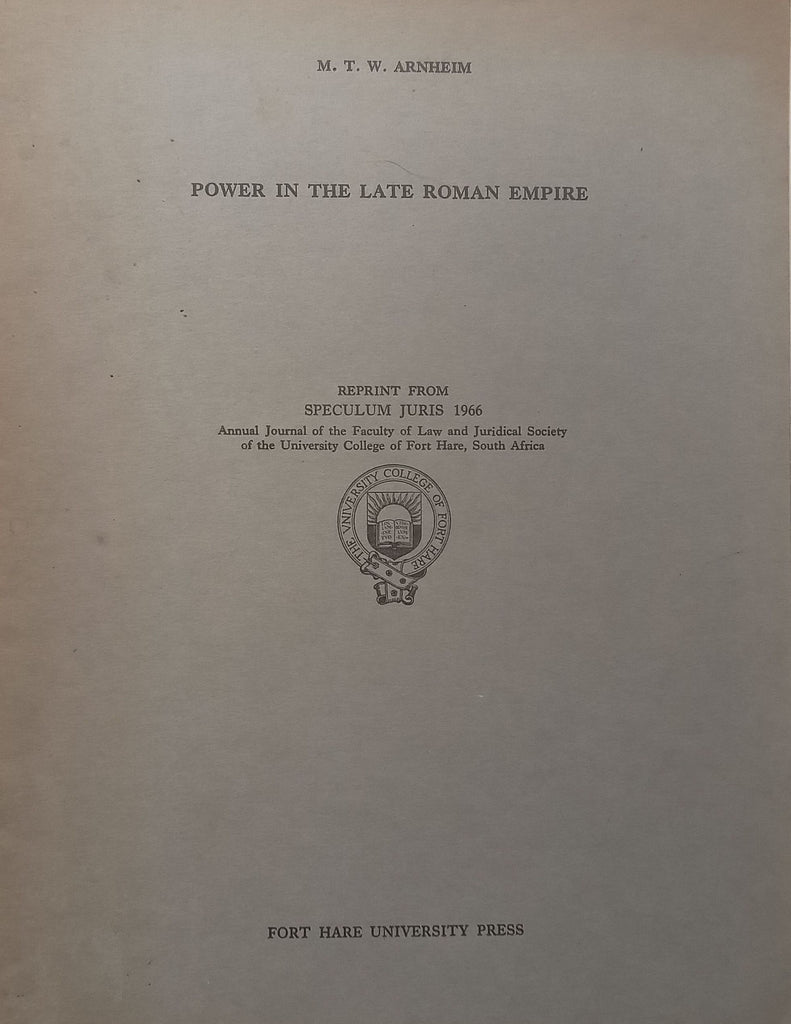 M. T. W. ARNHEIM
POWER IN THE LATE ROMAN EMPIRE
REPRINT FROM
SPECULUM JURIS 1966
Annual Journal of the Faculty of Law and Juridical Society
of the University College of Fort Hare, South Africa
THE VNIVERSITY COLLEGE OF FORT HARE
FORT HARE UNIVERSITY PRESS